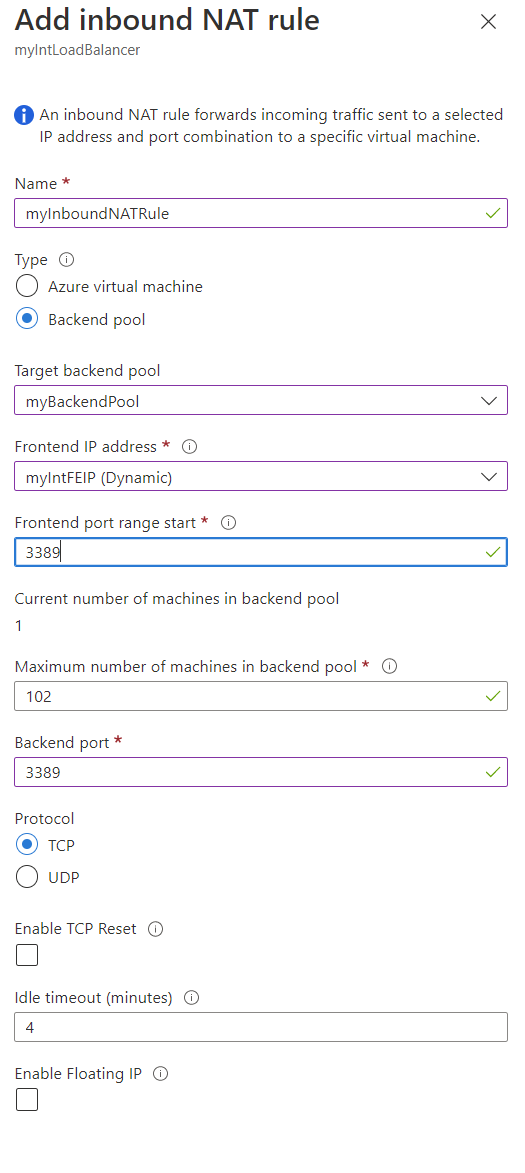 Add inbound NAT rule
myIntLoadBalancer
An inbound NAT rule forwards incoming traffic sent to a selected
IP address and port combination to a specific virtual machine.
Name *
myInboundNATRule
Type
Azure virtual machine
Backend pool
Target backend pool
myBackendPool
Frontend IP address *
myIntFEIP (Dynamic)
Frontend port range start *
3389
Current number of machines in backend pool
1
Maximum number of machines in backend pool *
102
Backend port *
3389
Protocol
TCP
UDP
Enable TCP Reset
Idle timeout (minutes)
4
Enable Floating IP